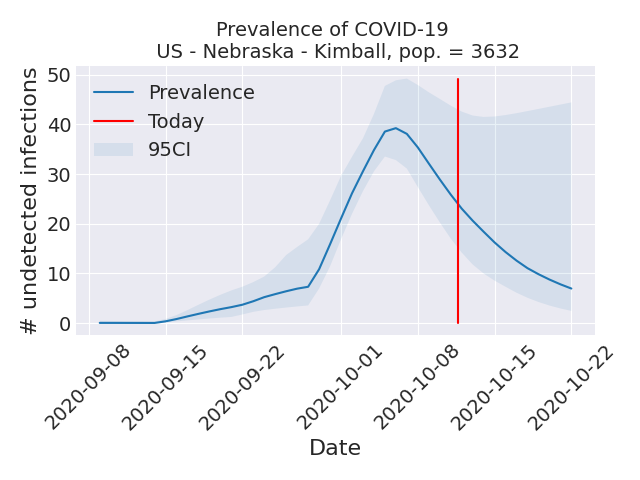 Prevalence of COVID-19
US - Nebraska - Kimball, pop. = 3632
# undetected infections
50
40
30
20
10
0
Prevalence
Today
95CI
2020-09-08
2020-09-15
2020-09-22
2020-10-01
2020-10-08
2020-10-15
2020-10-22
Date